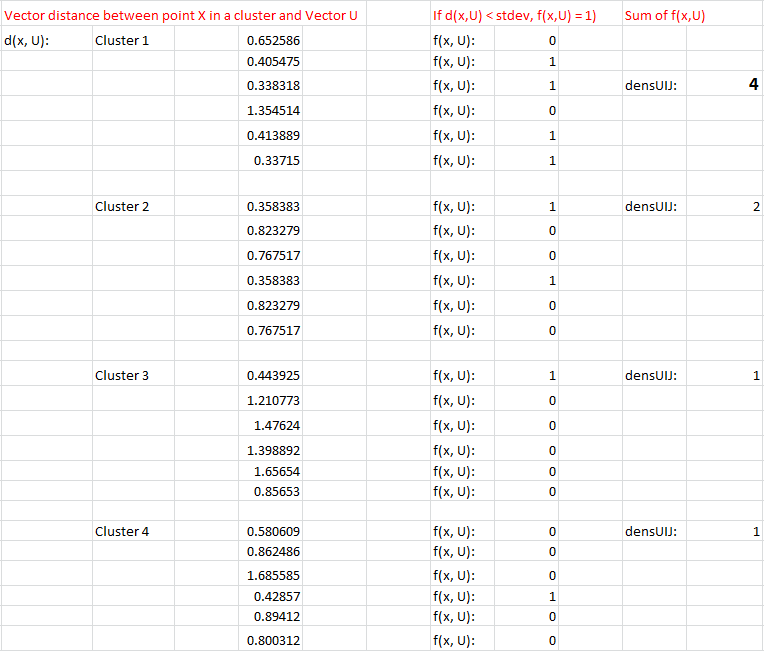 Vector distance between point X in a cluster and Vector U If d(x,U) < stdev, f(x,U) = 1) Sum of f(x,U)
d(x, U): Cluster 1 0.652586 f(x, U): 0
0.405475 f(x, U): 1
0.338318 f(x, U): 1 densUIJ: 4
1.354514 f(x, U): 0
0.413889 f(x, U): 1
0.33715 f(x, U): 1
Cluster 2 0.358383 f(x, U): 1 densUIJ: 2
0.823279 f(x, U): 0
0.767517 f(x, U): 0
0.358383 f(x, U): 1
0.823279 f(x, U): 0
0.767517 f(x, U): 0
Cluster 3 0.443925 f(x, U): 1 densUIJ: 1
1.210773 f(x, U): 0
1.47624 f(x, U): 0
1.398892 f(x, U): 0
1.65654 f(x, U): 0
0.85653 f(x, U): 0
Cluster 4 0.580609 f(x, U): 0 densUIJ: 1
0.862486 f(x, U): 0
1.685585 f(x, U): 0
0.42857 f(x, U): 1
0.89412 f(x, U): 0
0.800312 f(x, U): 0